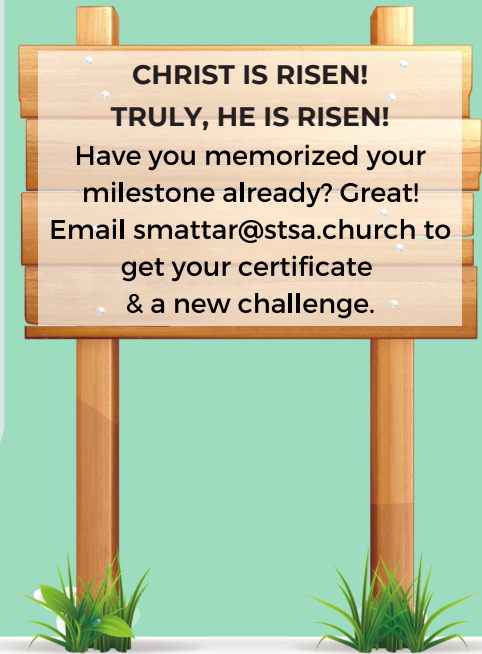 CHRIST IS RISEN!
TRULY, HE IS RISEN!
Have you memorized your
milestone already? Great!
Email smattar@stsa.church to
get your certificate
& a new challenge.